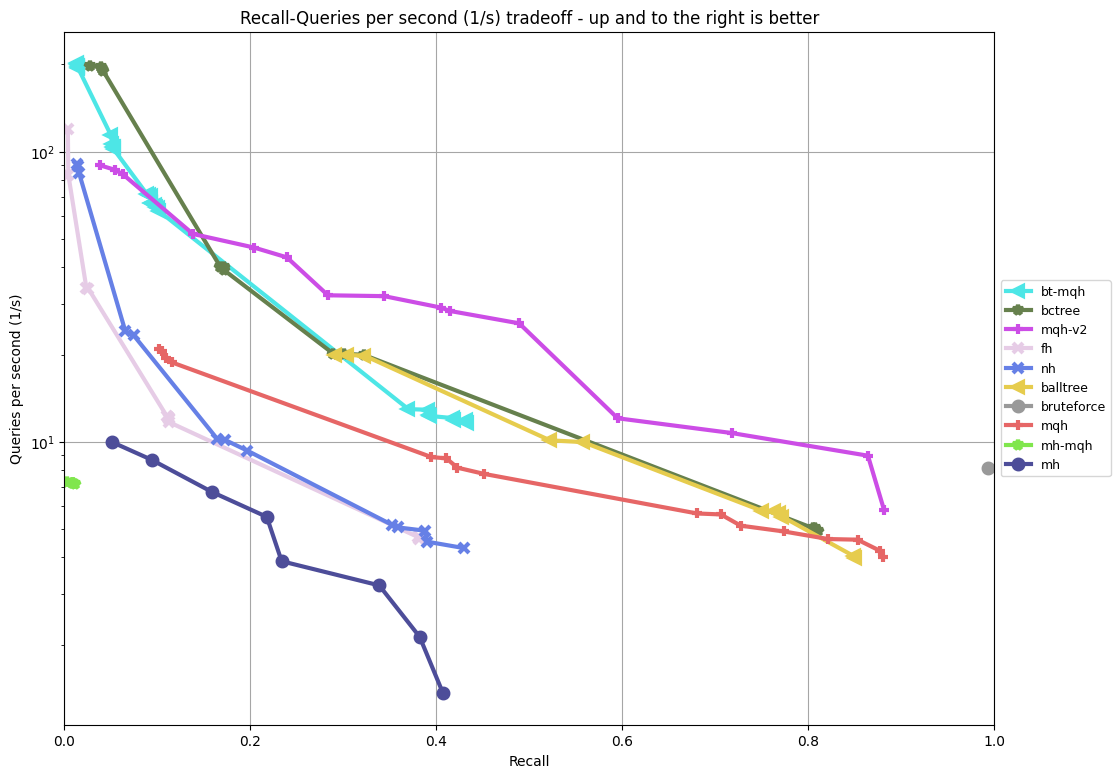 Recall-Queries per second (1/s) tradeoff - up and to the right is better
Queries per second (1/s)
10²
10¹
0.0 0.2 0.4 0.6 0.8 1.0
Recall
bt-mqh
bctree
mqh-v2
fh
nh
balltree
bruteforce
mqh
mh-mqh
mh